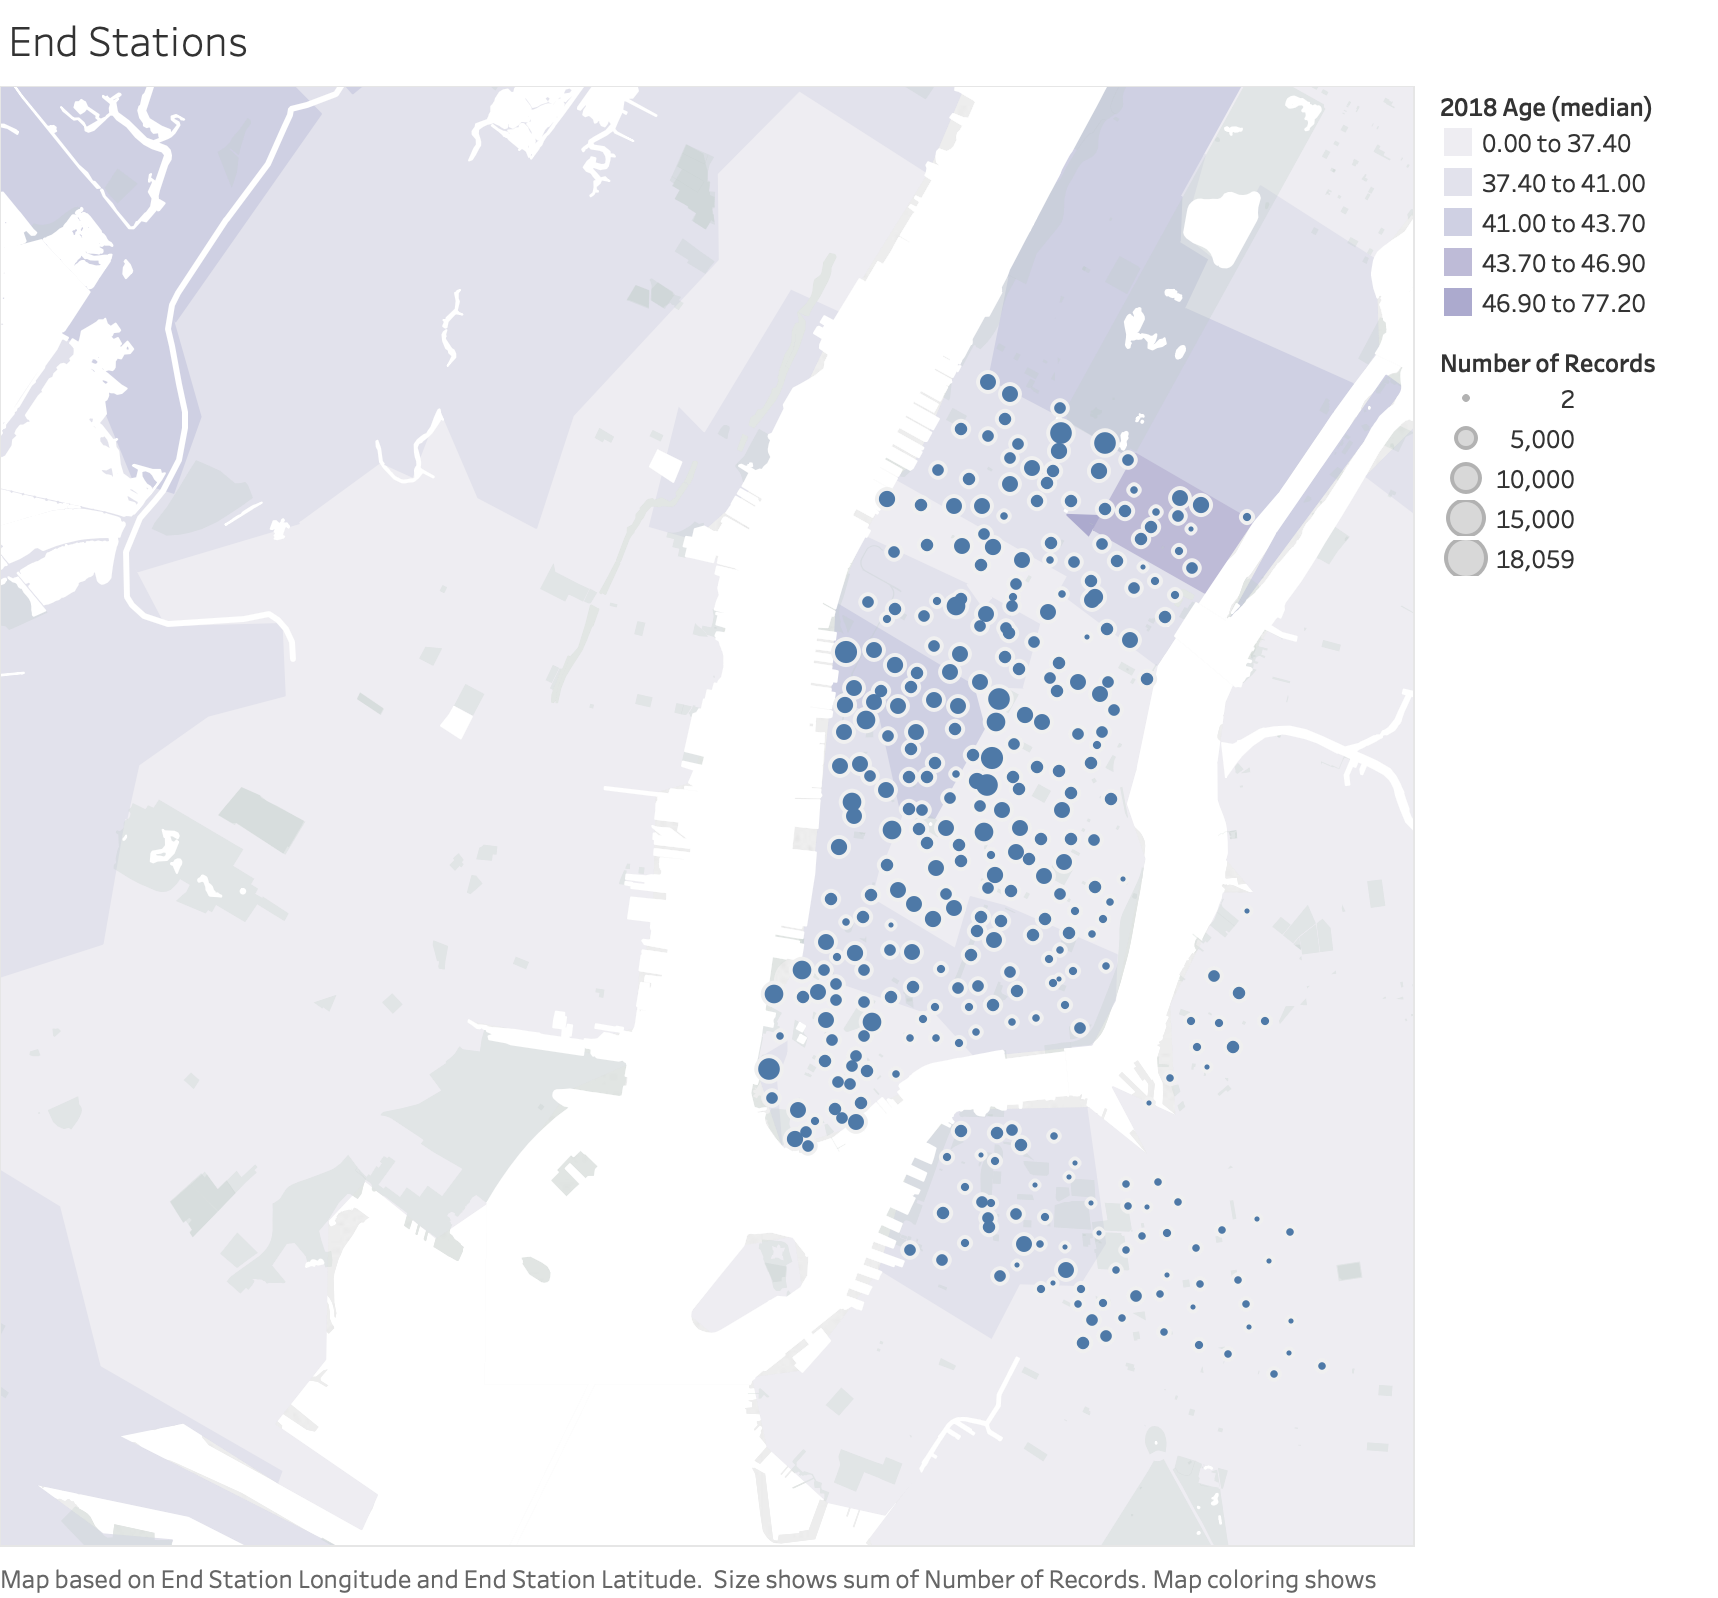 End Stations
2018 Age (median)
0.00 to 37.40
37.40 to 41.00
41.00 to 43.70
43.70 to 46.90
46.90 to 77.20
Number of Records
2
5,000
10,000
15,000
18,059
Map based on End Station Longitude and End Station Latitude.  Size shows sum of Number of Records. Map coloring shows